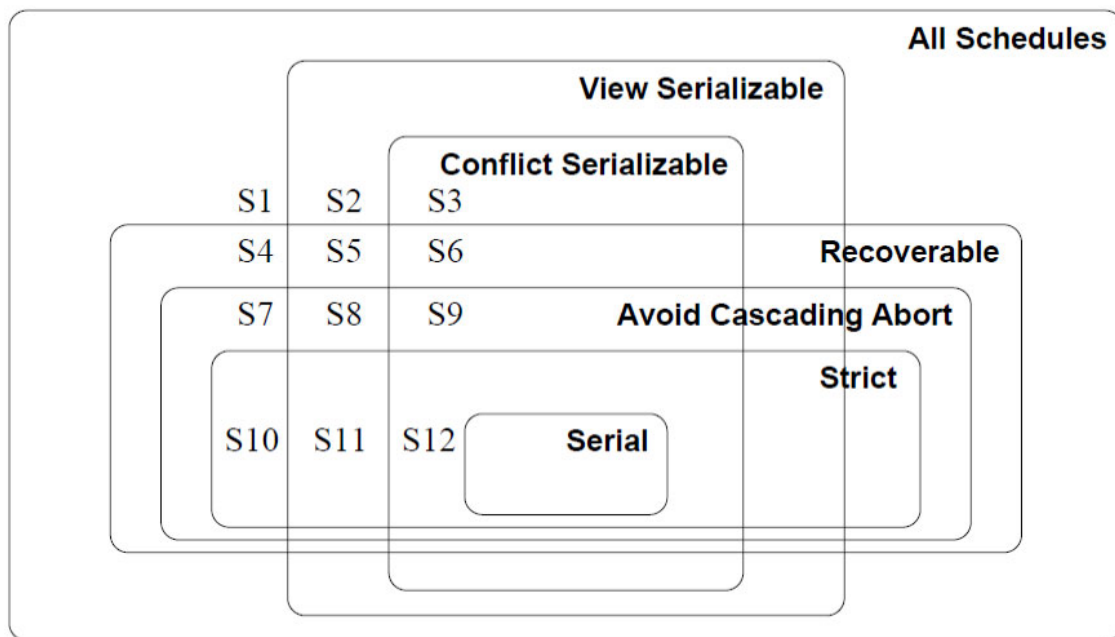 All Schedules
View Serializable
Conflict Serializable
S1 S2 S3
S4 S5 S6 Recoverable
S7 S8 S9 Avoid Cascading Abort
Strict
S10 S11 S12 Serial